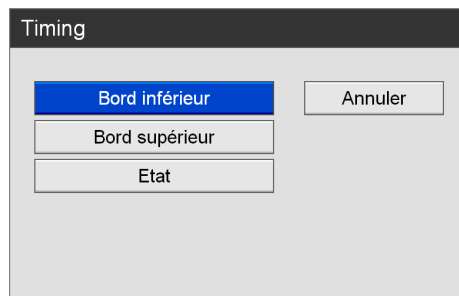 Timing
Bord inférieur
Annuler
Bord supérieur
Etat